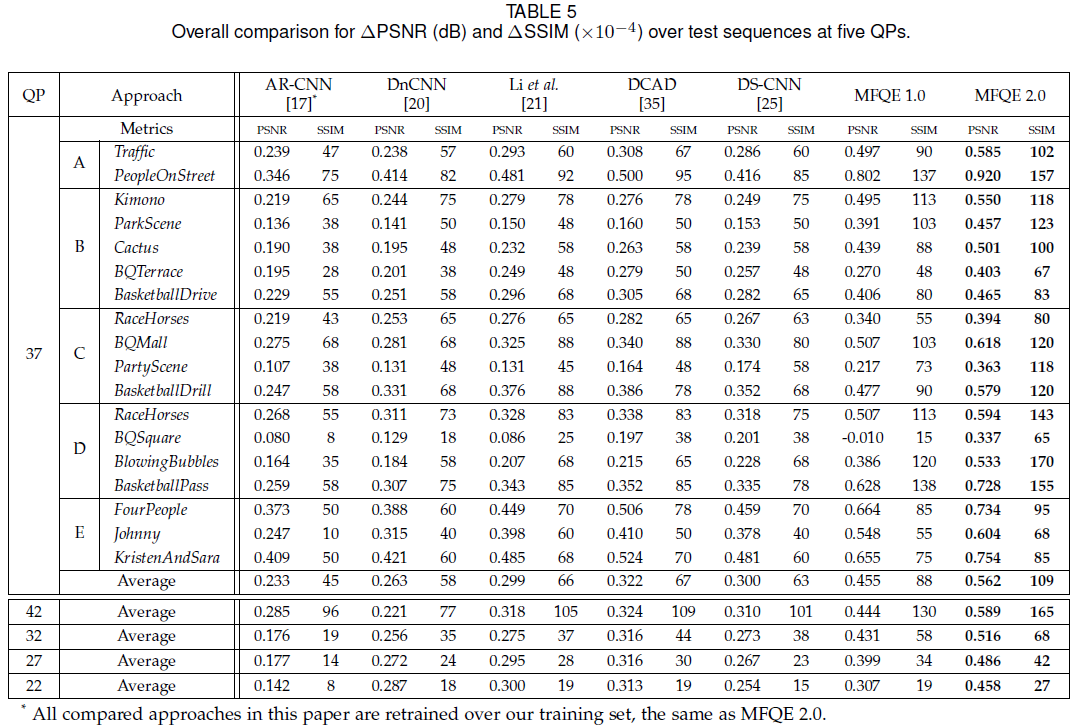 TABLE 5
Overall comparison for ΔPSNR (dB) and ΔSSIM (×10⁻⁴) over test sequences at five QPs.
QP Approach AR-CNN [17]* DnCNN [20] Li et al. [21] DCAD [35] DS-CNN [25] MFQE 1.0 MFQE 2.0
37 Metrics PSNR SSIM PSNR SSIM PSNR SSIM PSNR SSIM PSNR SSIM PSNR SSIM PSNR SSIM
A Traffic 0.239 47 0.238 57 0.293 60 0.308 67 0.286 60 0.497 90 0.585 102
PeopleOnStreet 0.346 75 0.414 82 0.481 92 0.500 95 0.416 85 0.802 137 0.920 157
B Kimono 0.219 65 0.244 75 0.279 78 0.276 78 0.249 75 0.495 113 0.550 118
ParkScene 0.136 38 0.141 50 0.150 48 0.160 50 0.153 50 0.391 103 0.457 123
Cactus 0.190 38 0.195 48 0.232 58 0.263 58 0.239 58 0.439 88 0.501 100
BQTerrace 0.195 28 0.201 38 0.249 48 0.279 50 0.257 48 0.270 48 0.403 67
BasketballDrive 0.229 55 0.251 58 0.296 68 0.305 68 0.282 65 0.406 80 0.465 83
C RaceHorses 0.219 43 0.253 65 0.276 65 0.282 65 0.267 63 0.340 55 0.394 80
BQMall 0.275 68 0.281 68 0.325 88 0.340 88 0.330 80 0.507 103 0.618 120
PartyScene 0.107 38 0.131 48 0.131 45 0.164 48 0.174 58 0.217 73 0.363 118
BasketballDrill 0.247 58 0.331 68 0.376 88 0.386 78 0.352 68 0.477 90 0.579 120
D RaceHorses 0.268 55 0.311 73 0.328 83 0.338 83 0.318 75 0.507 113 0.594 143
BQSquare 0.080 8 0.129 18 0.086 25 0.197 38 0.201 38 -0.010 15 0.337 65
BlowingBubbles 0.164 35 0.184 58 0.207 68 0.215 65 0.228 68 0.386 120 0.533 170
BasketballPass 0.259 58 0.307 75 0.343 85 0.352 85 0.335 78 0.628 138 0.728 155
E FourPeople 0.373 50 0.388 60 0.449 70 0.506 78 0.459 70 0.664 85 0.734 95
Johnny 0.247 10 0.315 40 0.398 60 0.410 50 0.378 40 0.548 55 0.604 68
KristenAndSara 0.409 50 0.421 60 0.485 68 0.524 70 0.481 60 0.655 75 0.754 85
Average 0.233 45 0.263 58 0.299 66 0.322 67 0.300 63 0.455 88 0.562 109
42 Average 0.285 96 0.221 77 0.318 105 0.324 109 0.310 101 0.444 130 0.589 165
32 Average 0.176 19 0.256 35 0.275 37 0.316 44 0.273 38 0.431 58 0.516 68
27 Average 0.177 14 0.272 24 0.295 28 0.316 30 0.267 23 0.399 34 0.486 42
22 Average 0.142 8 0.287 18 0.300 19 0.313 19 0.254 15 0.307 19 0.458 27
* All compared approaches in this paper are retrained over our training set, the same as MFQE 2.0.